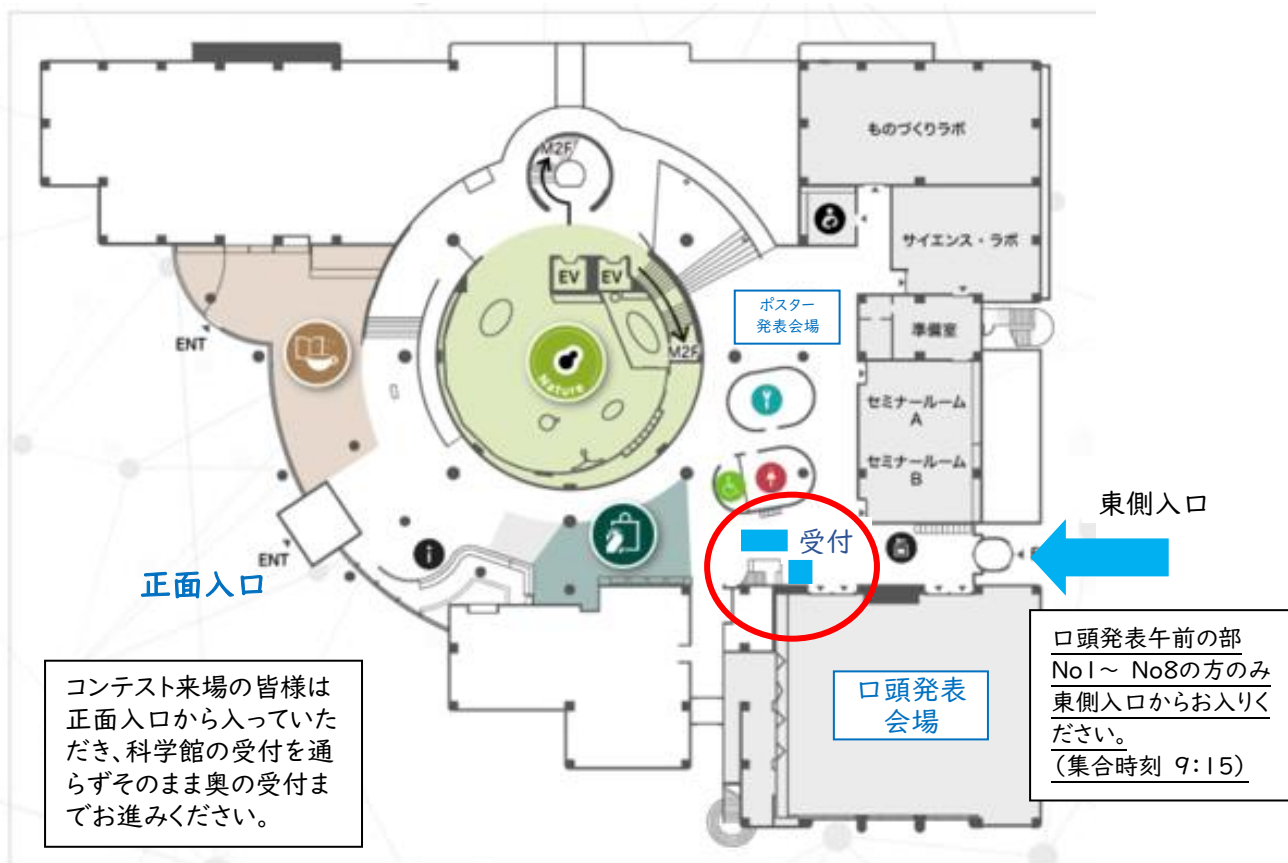 M2F
ものづくりラボ
サイエンス・ラボ
EV
EV
ポスター
発表会場
準備室
ENT
M2F
Nature
セミナールーム
A
セミナールーム
B
東側入口
受付
ENT
正面入口
口頭発表午前の部
No1～ No8の方のみ
東側入口からお入りく
ださい。
(集合時刻 9:15)
コンテスト来場の皆様は
正面入口から入っていた
だき、科学館の受付を通
らずそのまま奥の受付ま
でお進みください。
口頭発表
会場